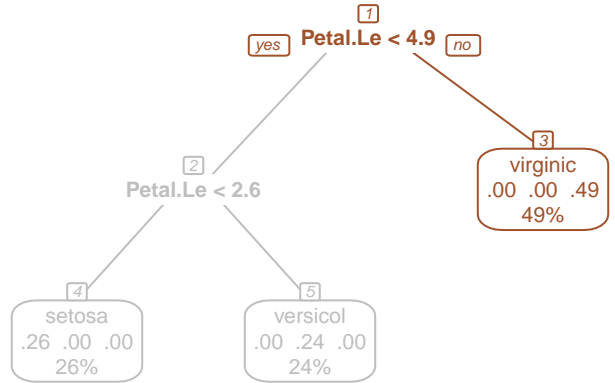 1
yes Petal.Le < 4.9 no
2
Petal.Le < 2.6
3
virginic
.00 .00 .49
49%
4
setosa
.26 .00 .00
26%
5
versicol
.00 .24 .00
24%